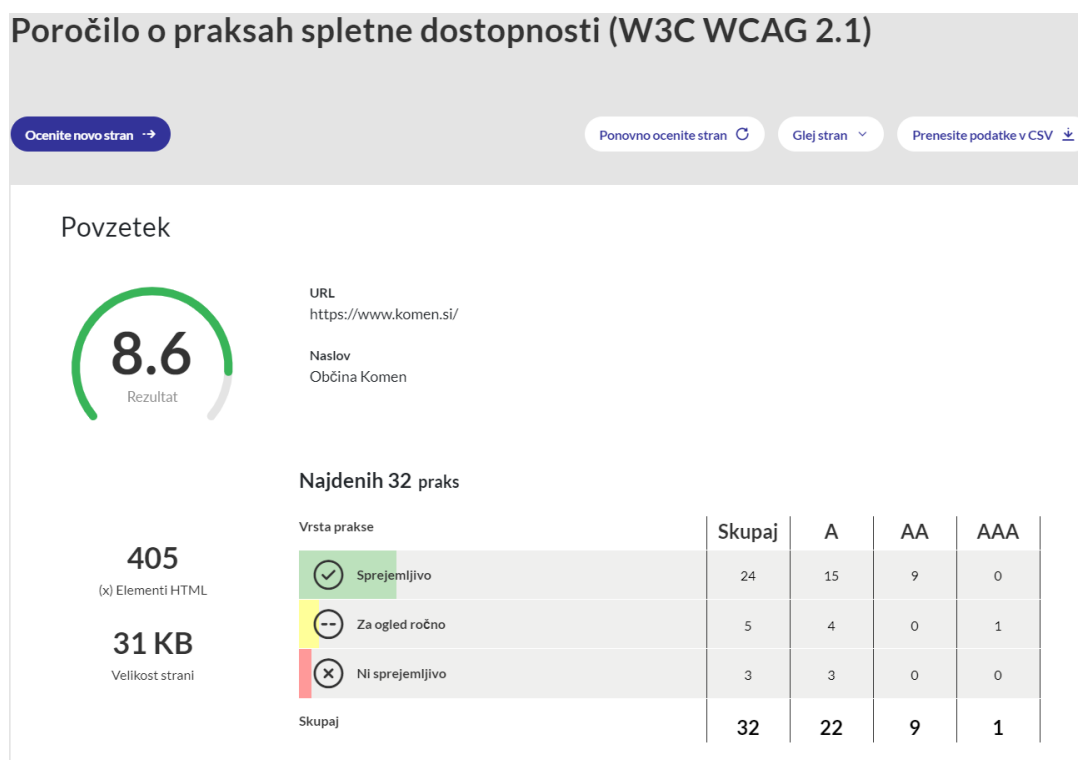 Poročilo o praksah spletne dostopnosti (W3C WCAG 2.1)
Ocenite novo stran
Ponovno ocenite stran
Glej stran
Prenesite podatke v CSV
Povzetek
8.6
Rezultat
URL
https://www.komen.si/
Naslov
Občina Komen
405
(x) Elementi HTML
31 KB
Velikost strani
Najdenih 32 praks
Vrsta prakse Skupaj A AA AAA
Sprejemljivo 24 15 9 0
Za ogled ročno 5 4 0 1
Ni sprejemljivo 3 3 0 0
Skupaj 32 22 9 1